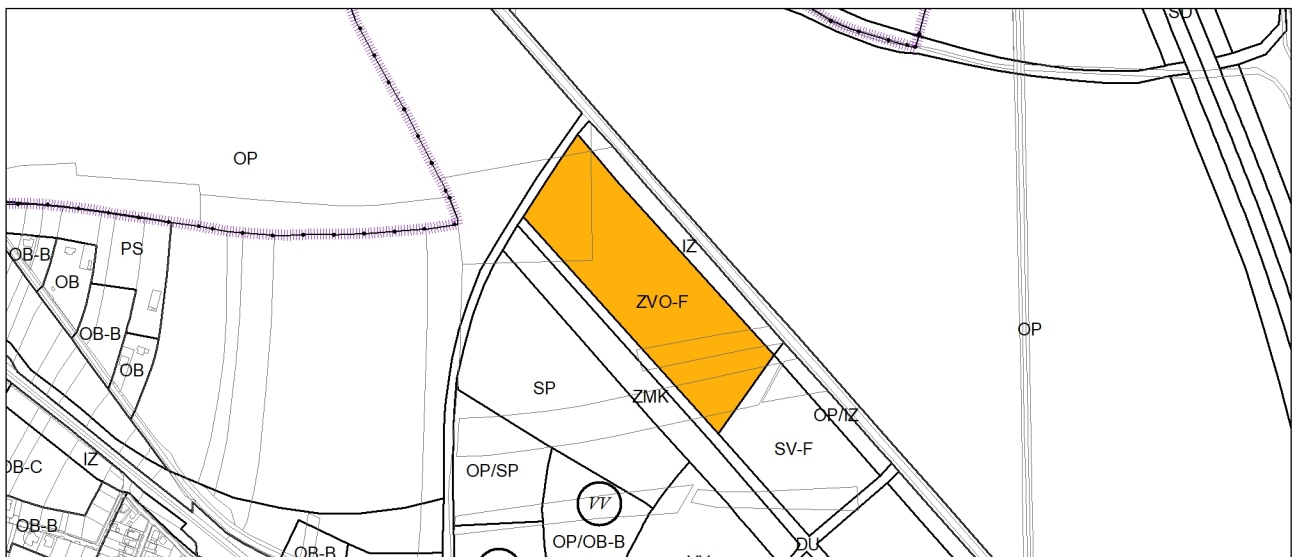 SU
OP
PS
OB-B
IZ
OB
ZVO-F
OB-B
OP
OB
SP
ZMK
OP/IZ
SV-F
IZ
OB-C
OP/SP
VV
OB-B
OP/OB-B
DU
OB-B